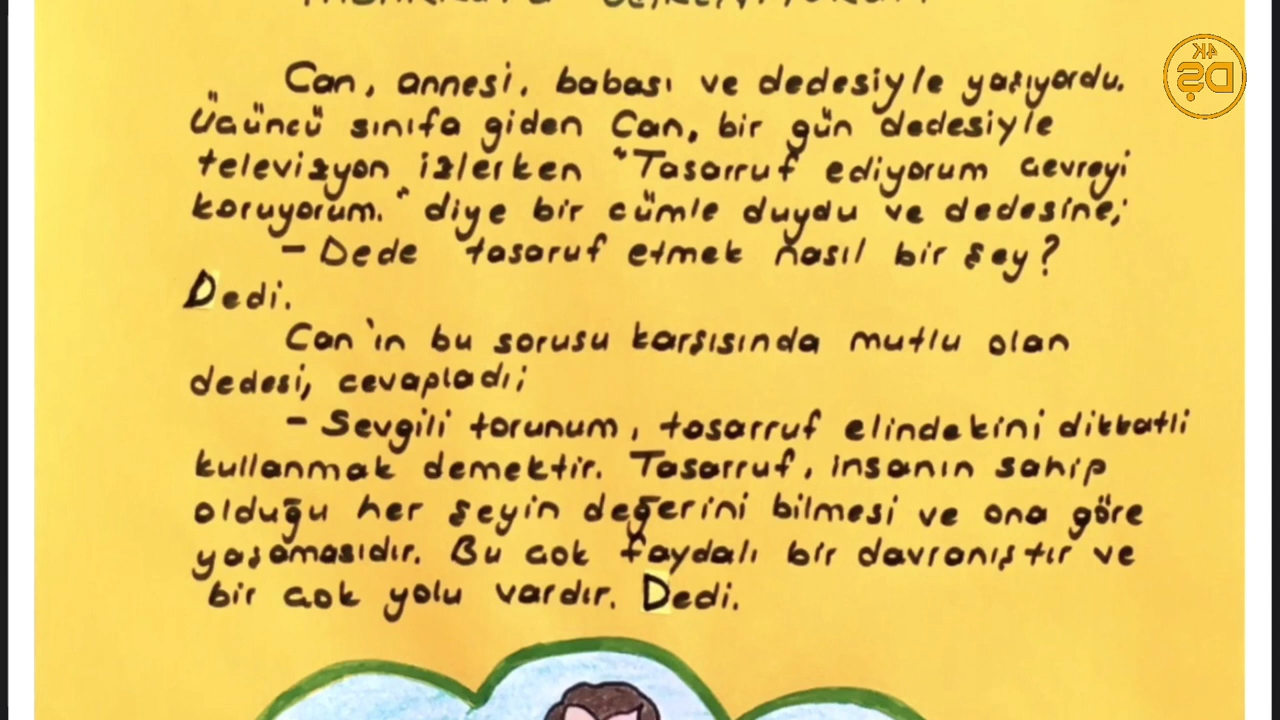 Can, annesi, babası ve dedesiyle yaşıyordu.
Üçüncü sınıfa giden Can, bir gün dedesiyle
televizyon izlerken "Tasarruf ediyorum çevreyi
koruyorum." diye bir cümle duydu ve dedesine;
- Dede tasaruf etmek nasıl bir şey?
Dedi.
Can'ın bu sorusu karşısında mutlu olan
dedesi, cevapladı;
- Sevgili torunum, tasarruf elindekini dikkatli
kullanmak demektir. Tasarruf, insanın sahip
olduğu her şeyin değerini bilmesi ve ona göre
yaşamasıdır. Bu çok faydalı bir davranıştır ve
bir çok yolu vardır. Dedi.
4K
DŞ